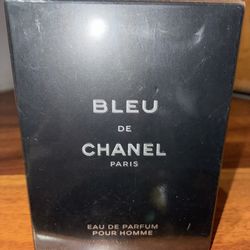 BLEU
DE
CHANEL
PARIS
EAU DE PARFUM
POUR HOMME